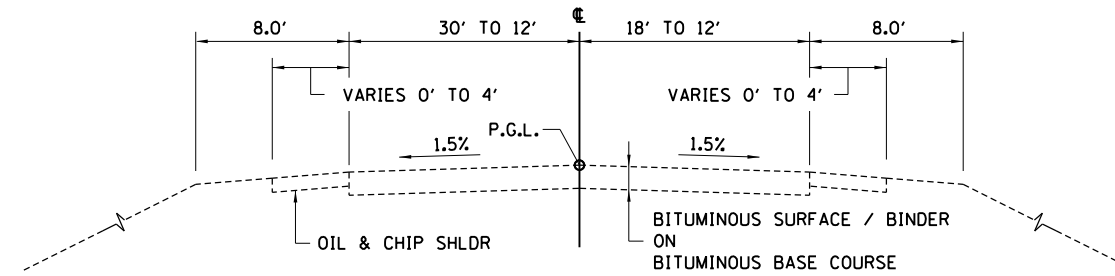 ℄
8.0'
30' TO 12'
18' TO 12'
8.0'
VARIES 0' TO 4'
VARIES 0' TO 4'
P.G.L.
1.5%
1.5%
OIL & CHIP SHLDR
BITUMINOUS SURFACE / BINDER
ON
BITUMINOUS BASE COURSE